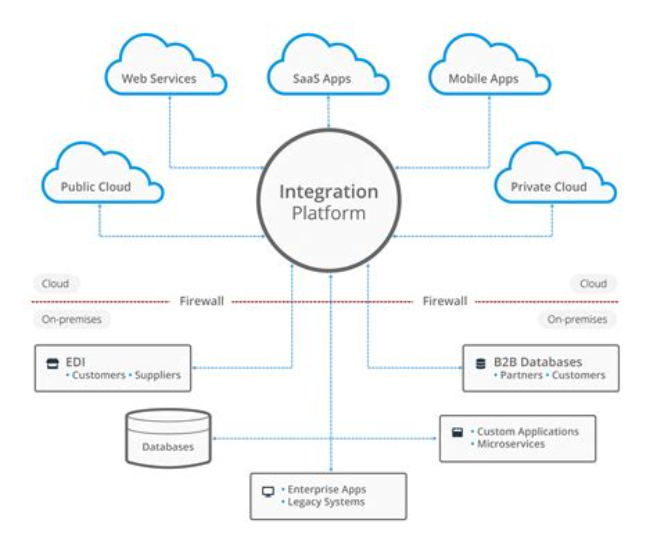 Web Services
SaaS Apps
Mobile Apps
Public Cloud
Integration
Platform
Private Cloud
Cloud
Cloud
Firewall
Firewall
On-premises
On-premises
EDI
• Customers • Suppliers
B2B Databases
• Partners • Customers
Databases
• Custom Applications
• Microservices
• Enterprise Apps
• Legacy Systems